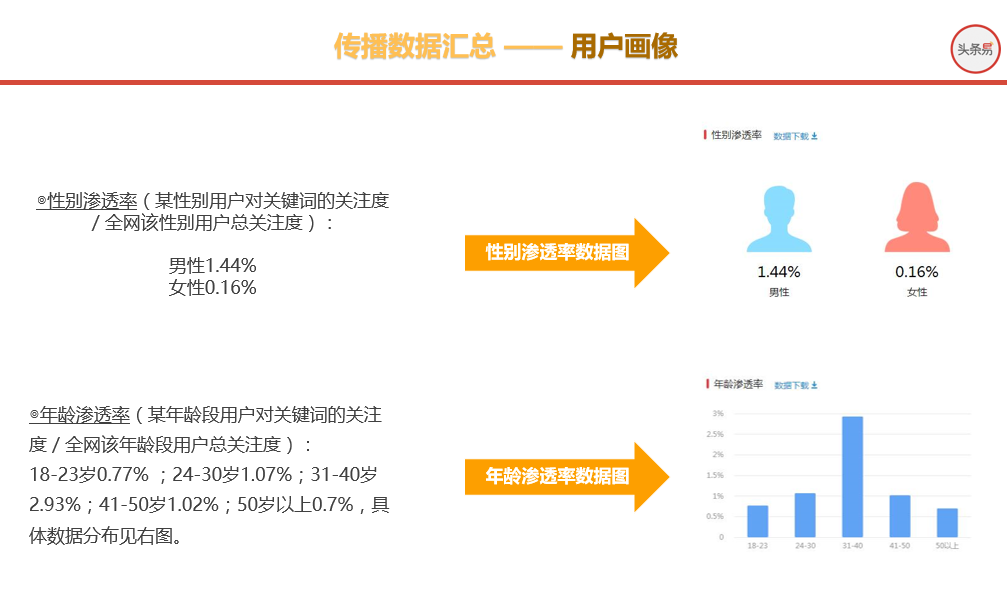 传播数据汇总 —— 用户画像
头条易
性别渗透率 数据下载
◎性别渗透率（某性别用户对关键词的关注度
/ 全网该性别用户总关注度）：
男性1.44%
女性0.16%
性别渗透率数据图
1.44% 0.16%
男性 女性
年龄渗透率 数据下载
◎年龄渗透率（某年龄段用户对关键词的关注
度 / 全网该年龄段用户总关注度）：
18-23岁0.77% ；24-30岁1.07%；31-40岁
2.93%；41-50岁1.02%；50岁以上0.7%，具
体数据分布见右图。
年龄渗透率数据图
3%
2.5%
2%
1.5%
1%
0.5%
0
18-23 24-30 31-40 41-50 50以上